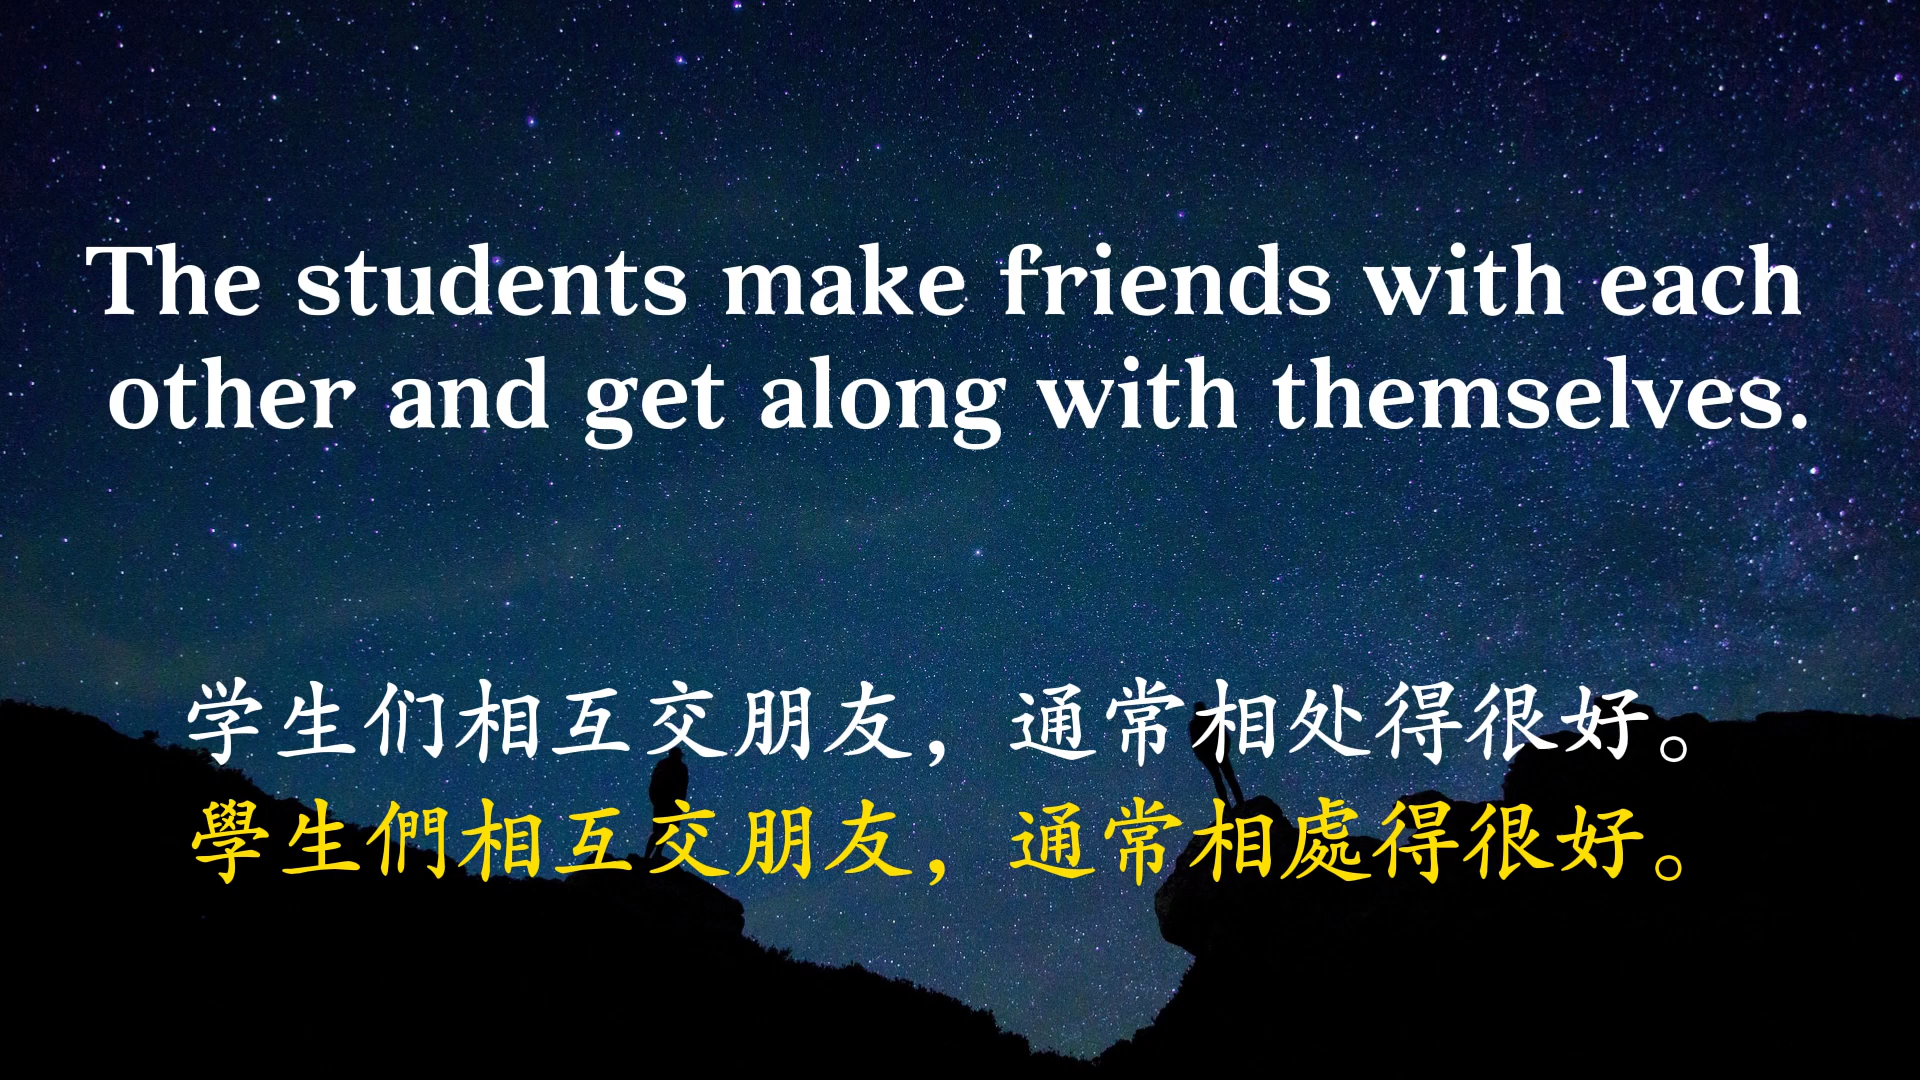 The students make friends with each
other and get along with themselves.
学生们相互交朋友，通常相处得很好。
學生們相互交朋友，通常相處得很好。